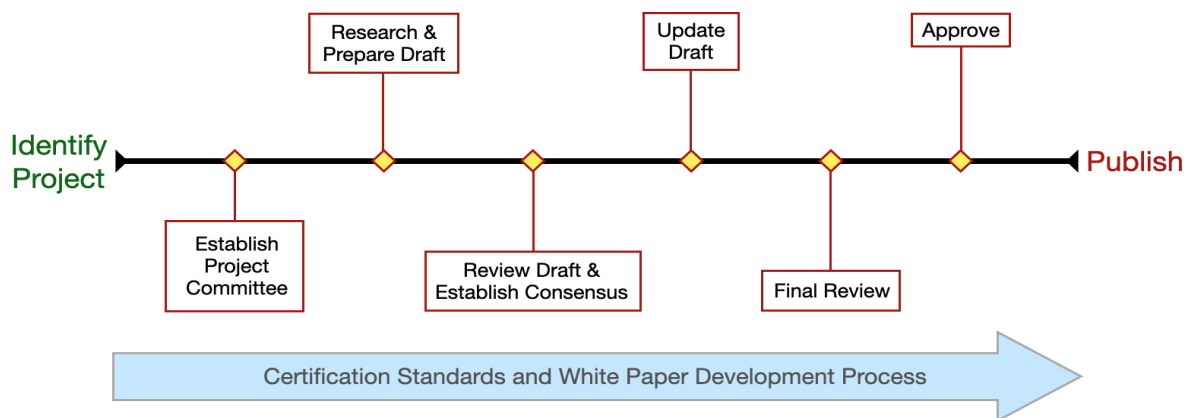 Identify
Project
Establish
Project
Committee
Research &
Prepare Draft
Review Draft &
Establish Consensus
Update
Draft
Final Review
Approve
Publish
Certification Standards and White Paper Development Process